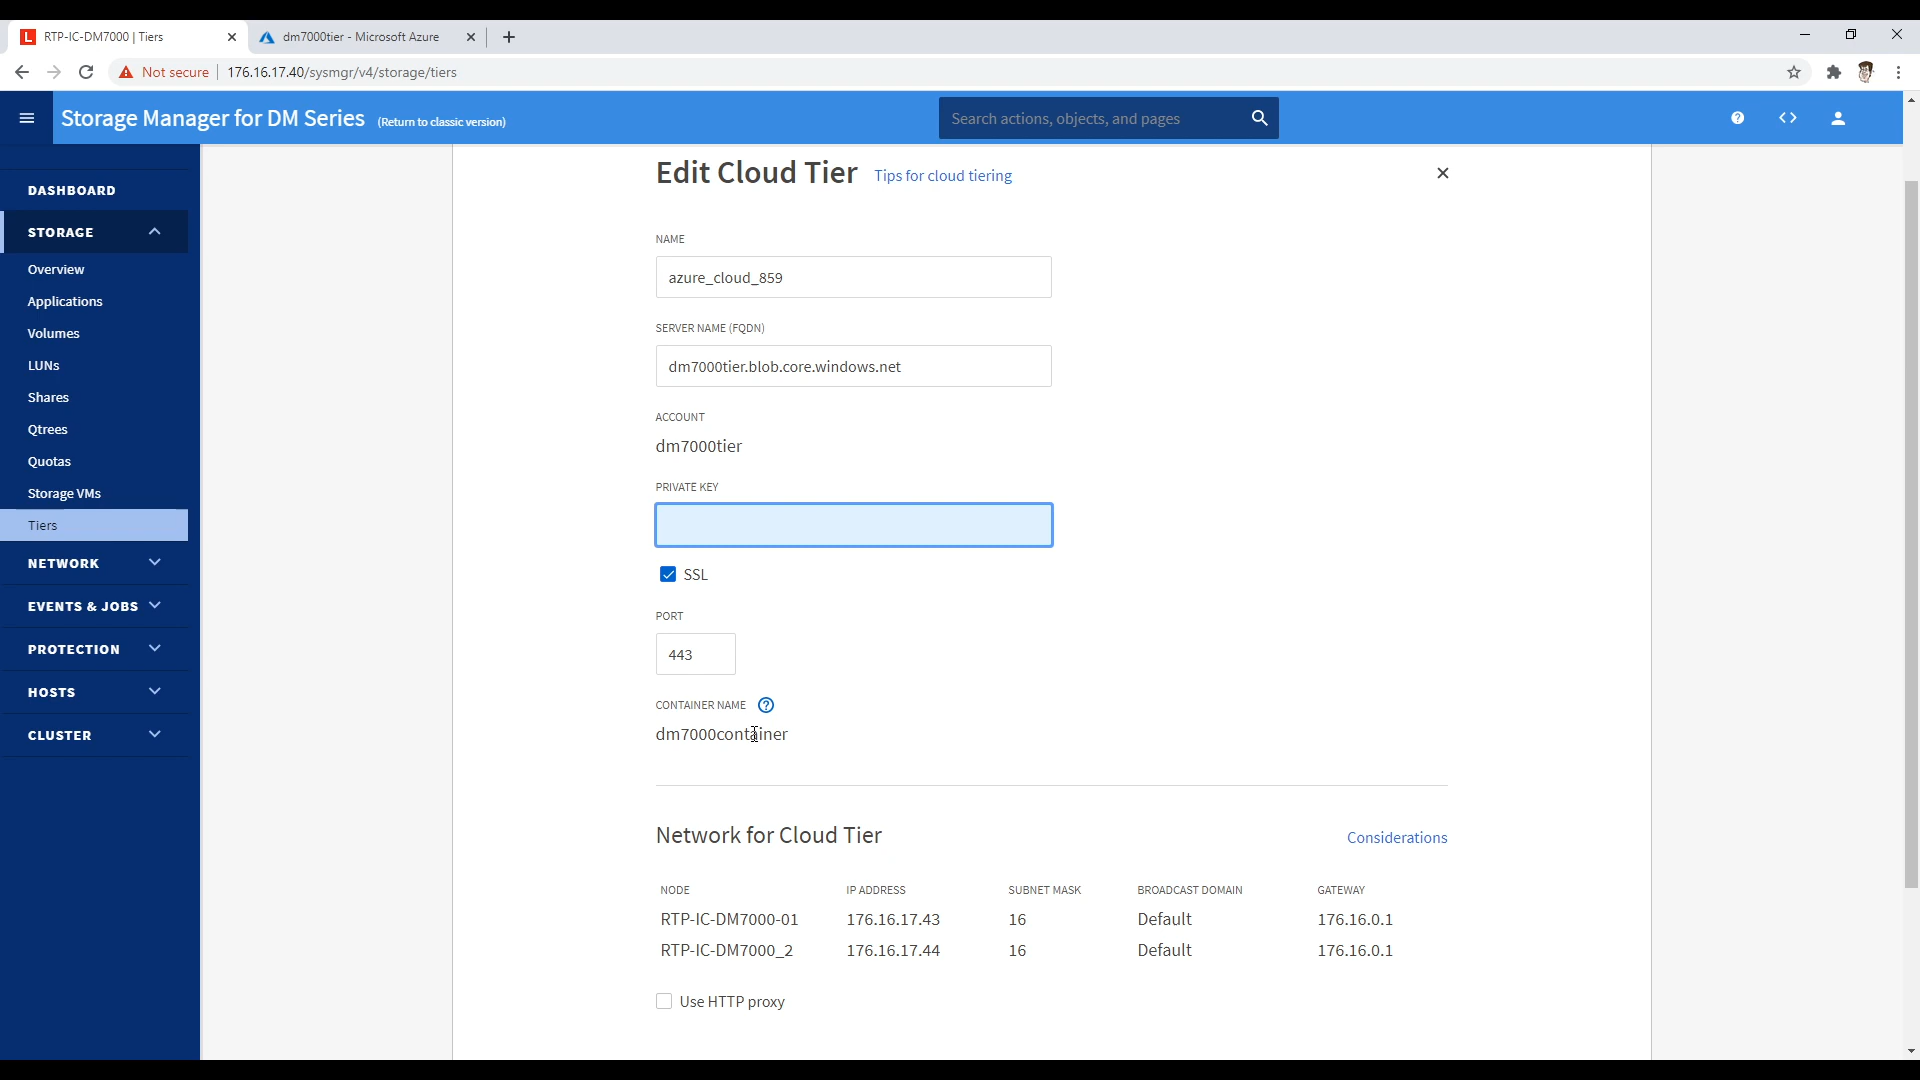 RTP-IC-DM7000 | Tiers
dm7000tier - Microsoft Azure
Not secure
176.16.17.40/sysmgr/v4/storage/tiers
Storage Manager for DM Series (Return to classic version)
Search actions, objects, and pages
DASHBOARD
STORAGE
Overview
Applications
Volumes
LUNs
Shares
Qtrees
Quotas
Storage VMs
Tiers
NETWORK
EVENTS & JOBS
PROTECTION
HOSTS
CLUSTER
Edit Cloud Tier Tips for cloud tiering
NAME
azure_cloud_859
SERVER NAME (FQDN)
dm7000tier.blob.core.windows.net
ACCOUNT
dm7000tier
PRIVATE KEY
SSL
PORT
443
CONTAINER NAME
dm7000container
Network for Cloud Tier Considerations
NODE IP ADDRESS SUBNET MASK BROADCAST DOMAIN GATEWAY
RTP-IC-DM7000-01 176.16.17.43 16 Default 176.16.0.1
RTP-IC-DM7000_2 176.16.17.44 16 Default 176.16.0.1
Use HTTP proxy